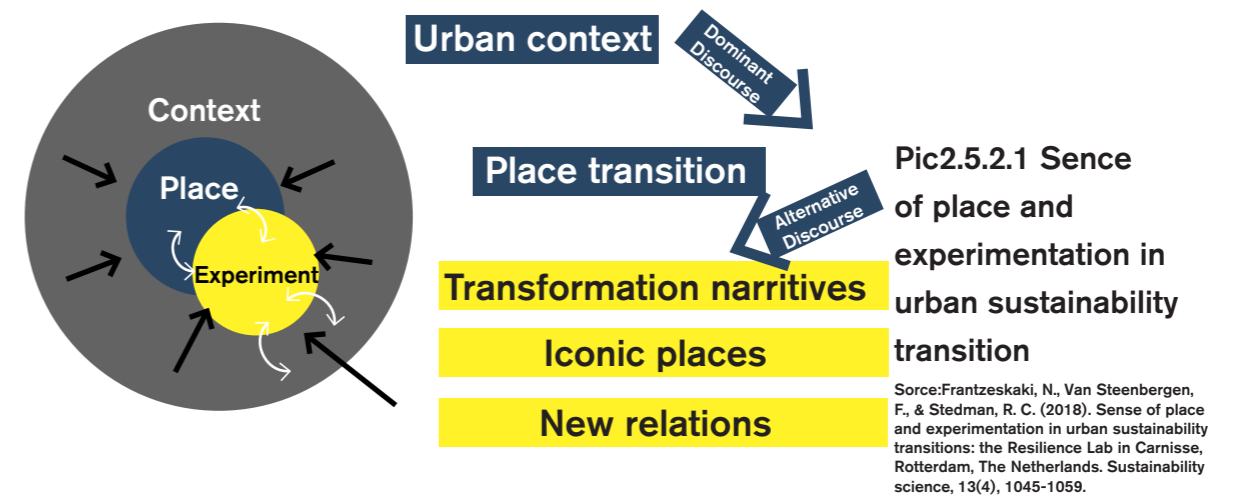 Context
Place
Experiment
Urban context
Dominant
Discourse
Place transition
Alternative
Discourse
Transformation narritives
Iconic places
New relations
Pic2.5.2.1 Sence
of place and
experimentation in
urban sustainability
transition
Sorce:Frantzeskaki, N., Van Steenbergen,
F., & Stedman, R. C. (2018). Sense of place
and experimentation in urban sustainability
transitions: the Resilience Lab in Carnisse,
Rotterdam, The Netherlands. Sustainability
science, 13(4), 1045-1059.